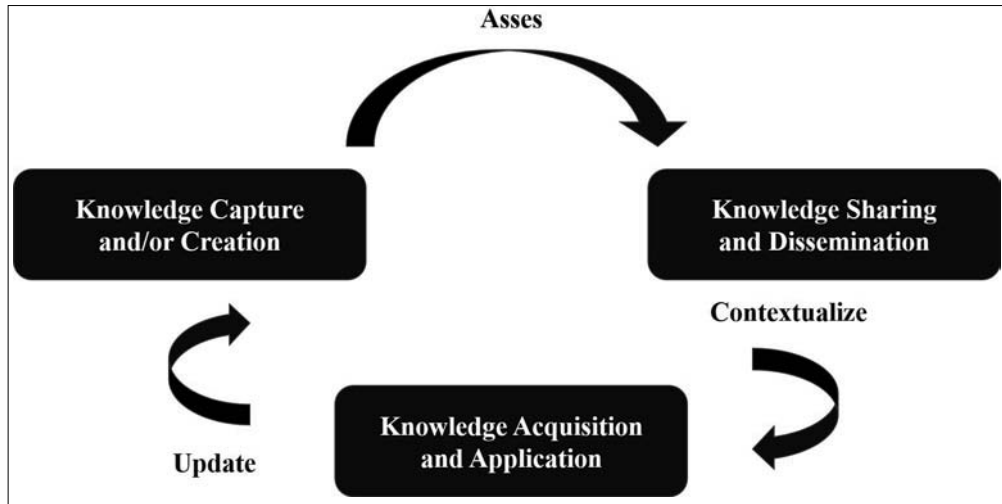 Asses
Knowledge Capture
and/or Creation
Knowledge Sharing
and Dissemination
Contextualize
Knowledge Acquisition
and Application
Update